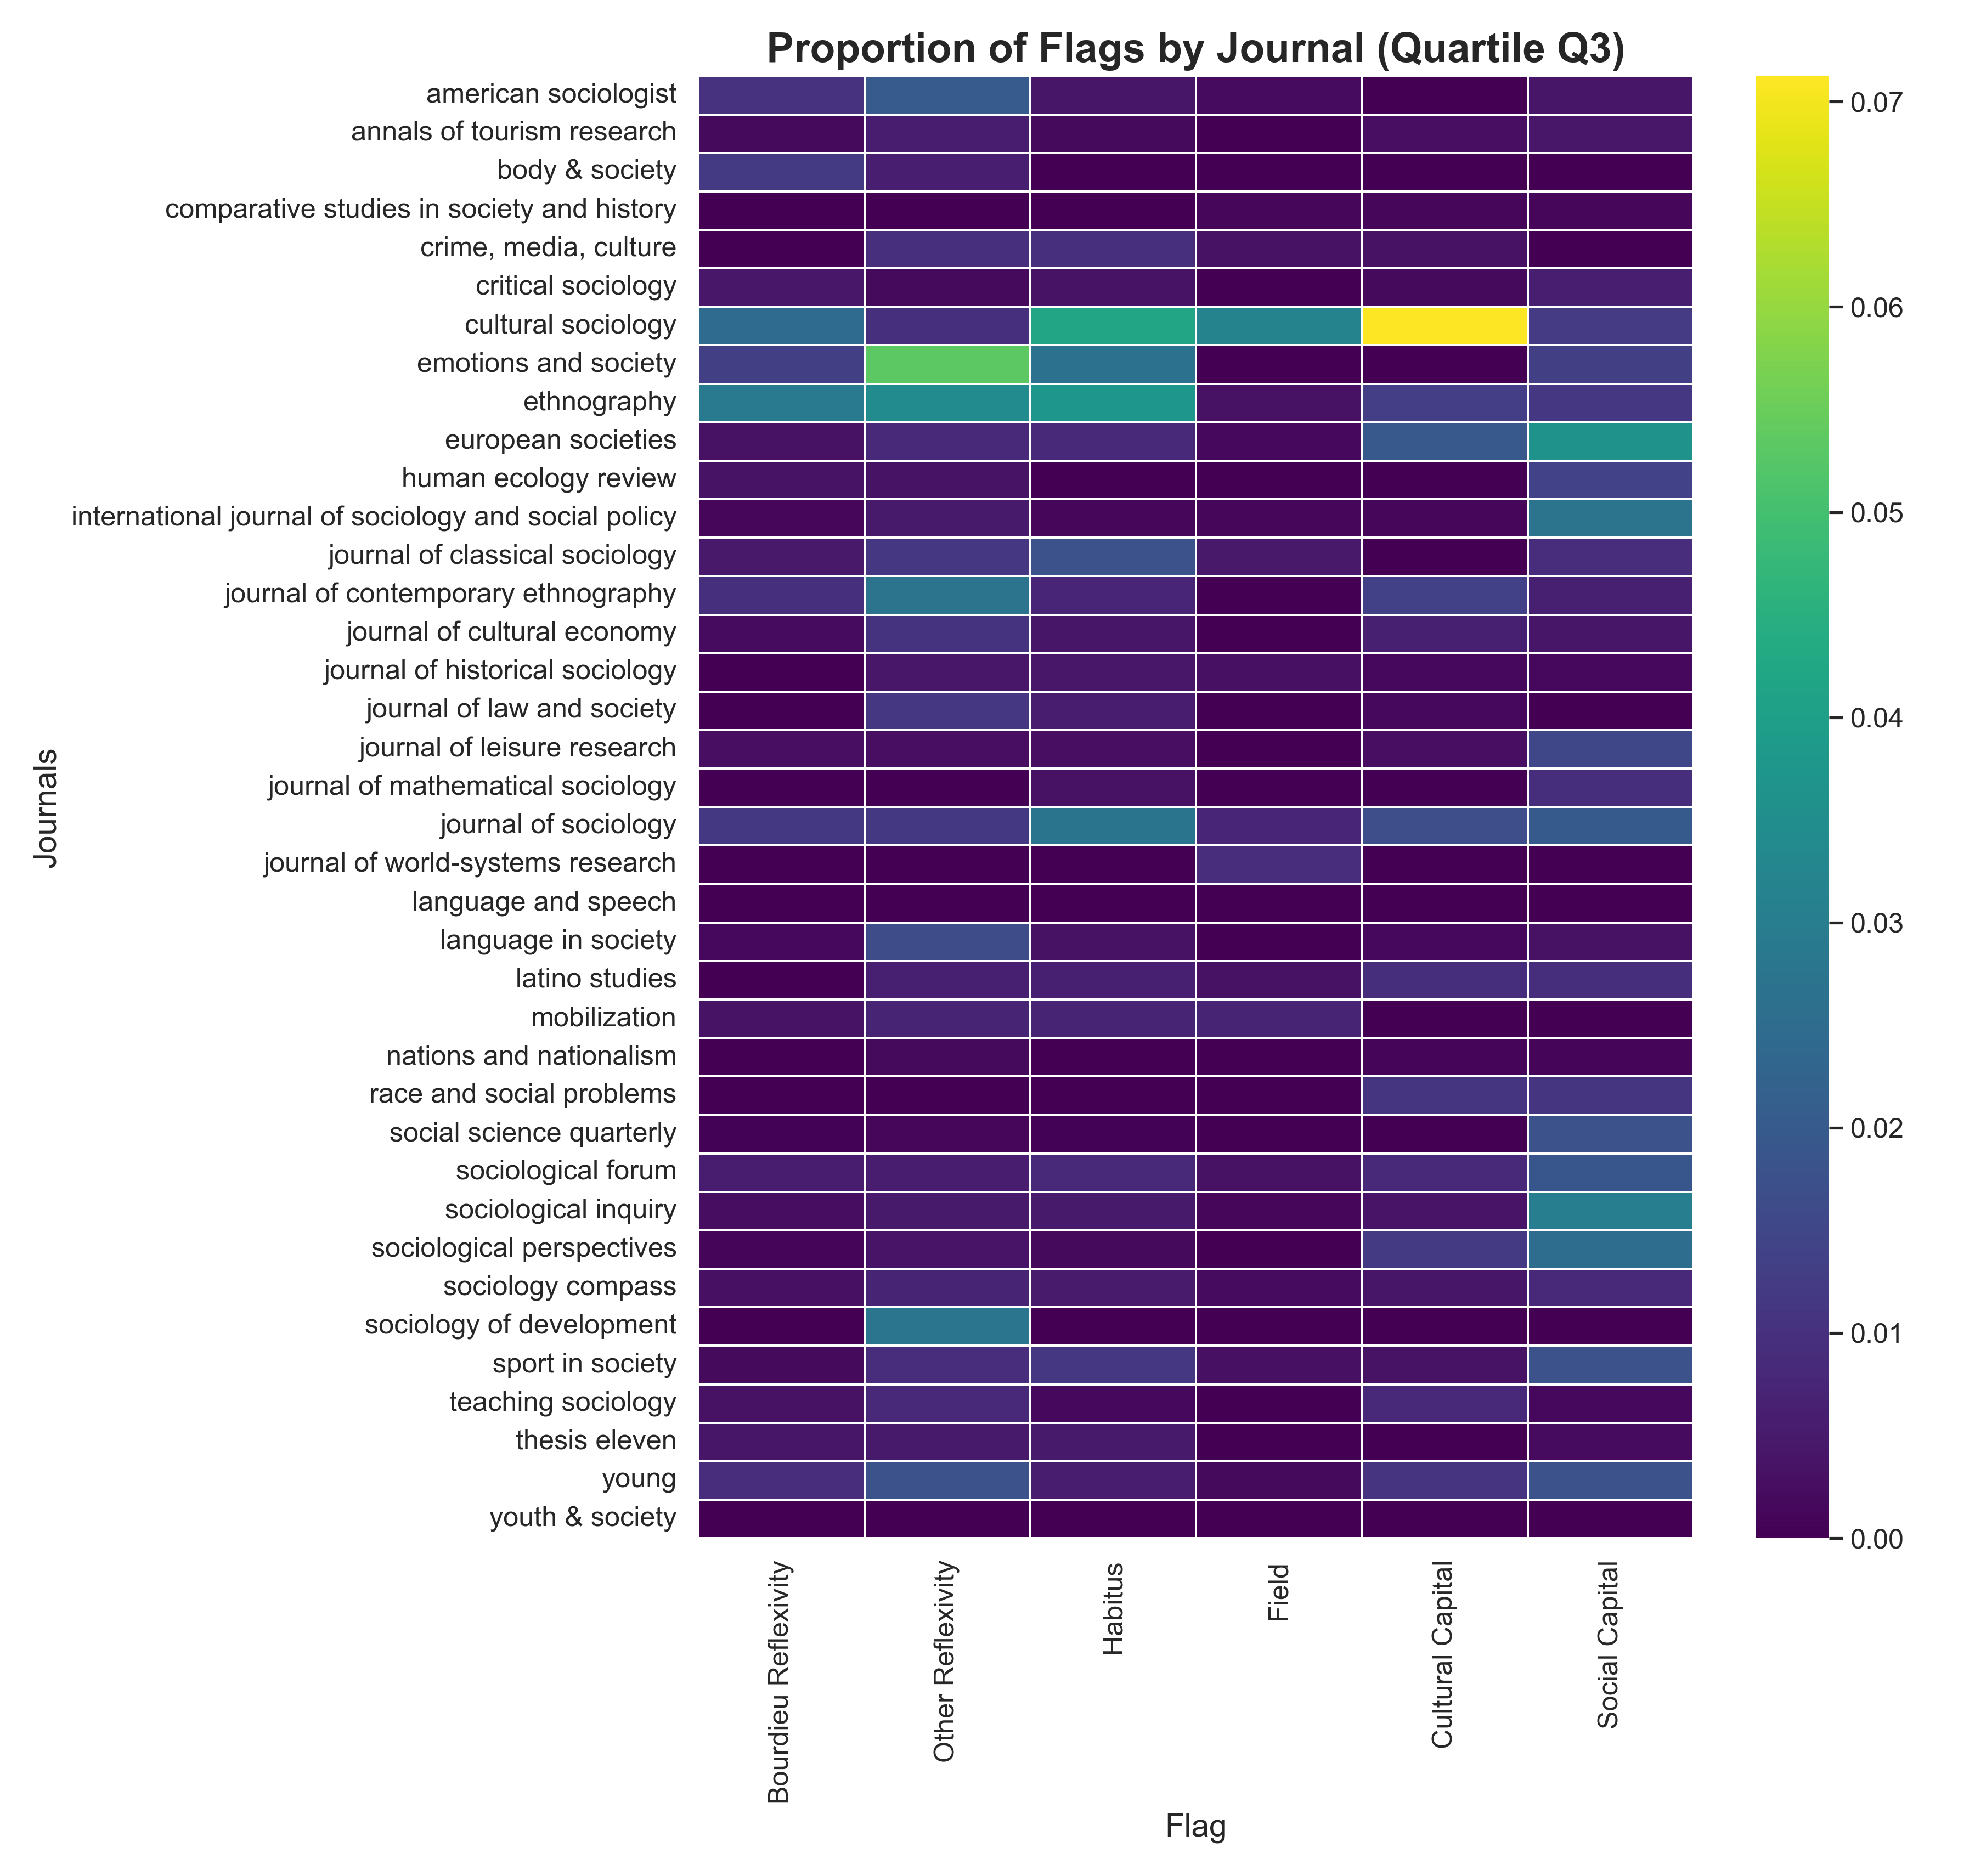 Proportion of Flags by Journal (Quartile Q3)
Journals
american sociologist
annals of tourism research
body & society
comparative studies in society and history
crime, media, culture
critical sociology
cultural sociology
emotions and society
ethnography
european societies
human ecology review
international journal of sociology and social policy
journal of classical sociology
journal of contemporary ethnography
journal of cultural economy
journal of historical sociology
journal of law and society
journal of leisure research
journal of mathematical sociology
journal of sociology
journal of world-systems research
language and speech
language in society
latino studies
mobilization
nations and nationalism
race and social problems
social science quarterly
sociological forum
sociological inquiry
sociological perspectives
sociology compass
sociology of development
sport in society
teaching sociology
thesis eleven
young
youth & society
Bourdieu Reflexivity
Other Reflexivity
Habitus
Field
Cultural Capital
Social Capital
Flag
0.07
0.06
0.05
0.04
0.03
0.02
0.01
0.00